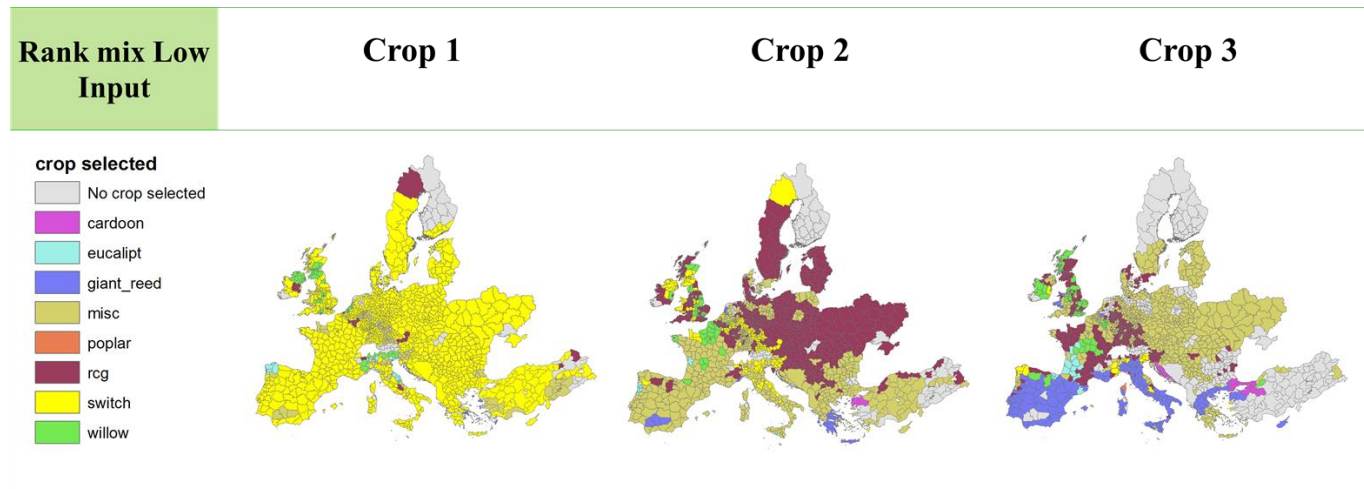 Rank mix Low
Input
Crop 1
Crop 2
Crop 3
crop selected
No crop selected
cardoon
eucalipt
giant_reed
misc
poplar
rcg
switch
willow